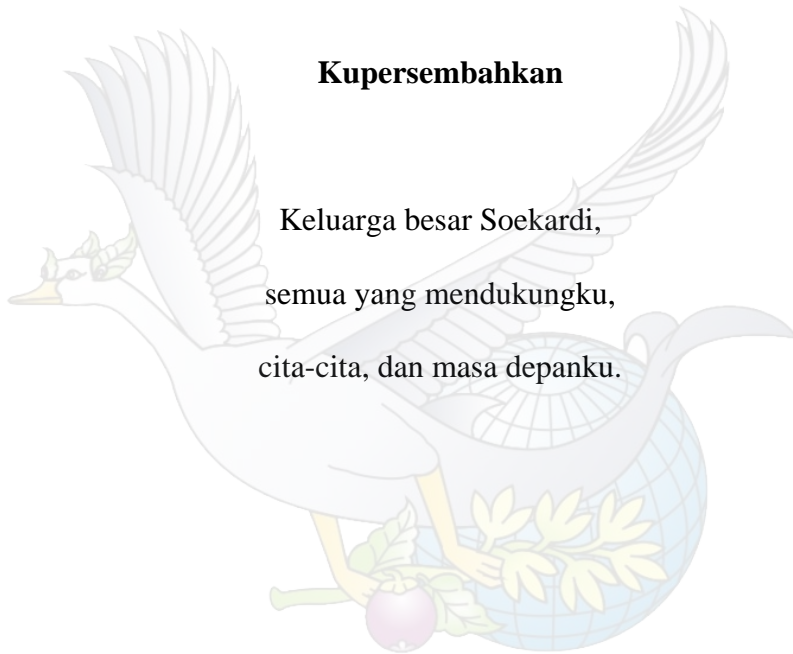 Kupersembahkan
Keluarga besar Soekardi,
semua yang mendukungku,
cita-cita, dan masa depanku.